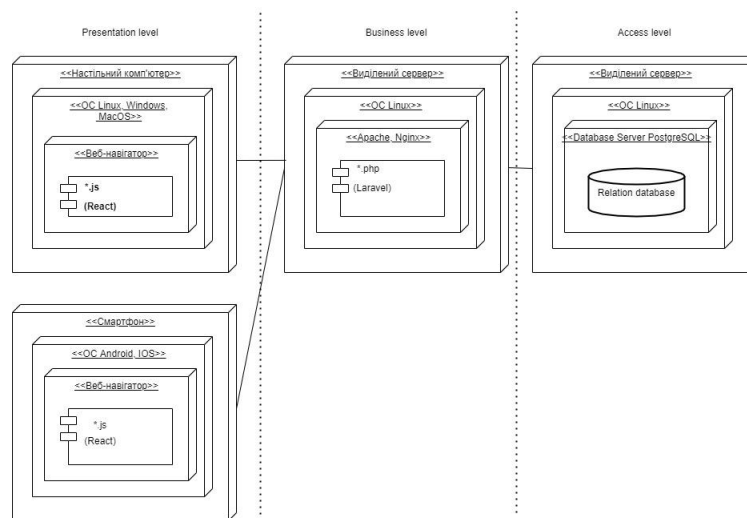 Presentation level
Business level
Access level
<<Настільний комп'ютер>>
<<ОС Linux, Windows,
MacOS>>
<<Веб-навігатор>>
*.js
(React)
<<Виділений сервер>>
<<ОС Linux>>
<<Apache, Nginx>>
*.php
(Laravel)
<<Виділений сервер>>
<<ОС Linux>>
<<Database Server PostgreSQL>>
Relation database
<<Смартфон>>
<<ОС Android, IOS>>
<<Веб-навігатор>>
*.js
(React)